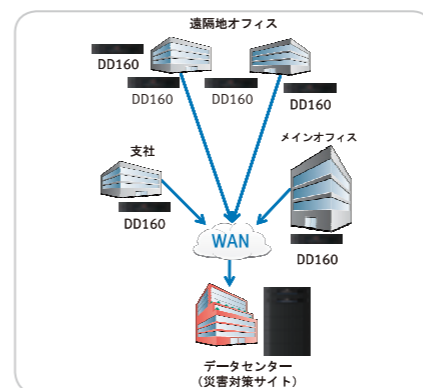 遠隔地オフィス
DD160
DD160
DD160
DD160
支社
メインオフィス
DD160
WAN
DD160
データセンター
(災害対策サイト)